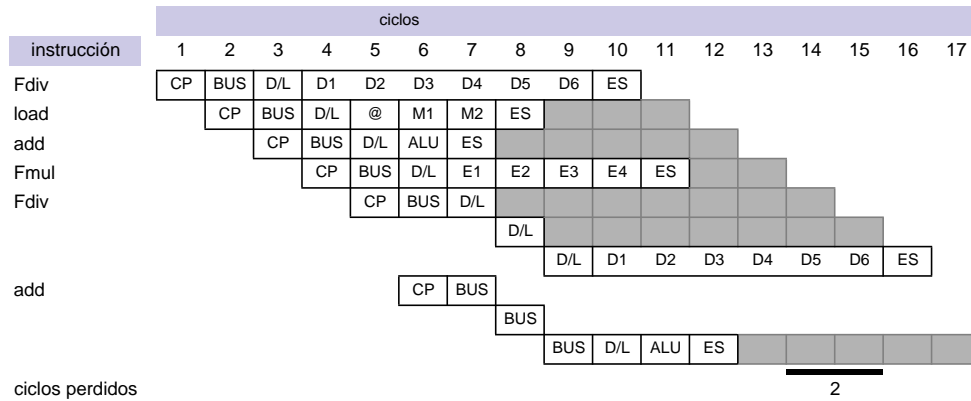 ciclos
instrucción 1 2 3 4 5 6 7 8 9 10 11 12 13 14 15 16 17
Fdiv CP BUS D/L D1 D2 D3 D4 D5 D6 ES
load CP BUS D/L @ M1 M2 ES
add CP BUS D/L ALU ES
Fmul CP BUS D/L E1 E2 E3 E4 ES
Fdiv CP BUS D/L
D/L
D/L D1 D2 D3 D4 D5 D6 ES
add CP BUS
BUS
BUS D/L ALU ES
ciclos perdidos 2